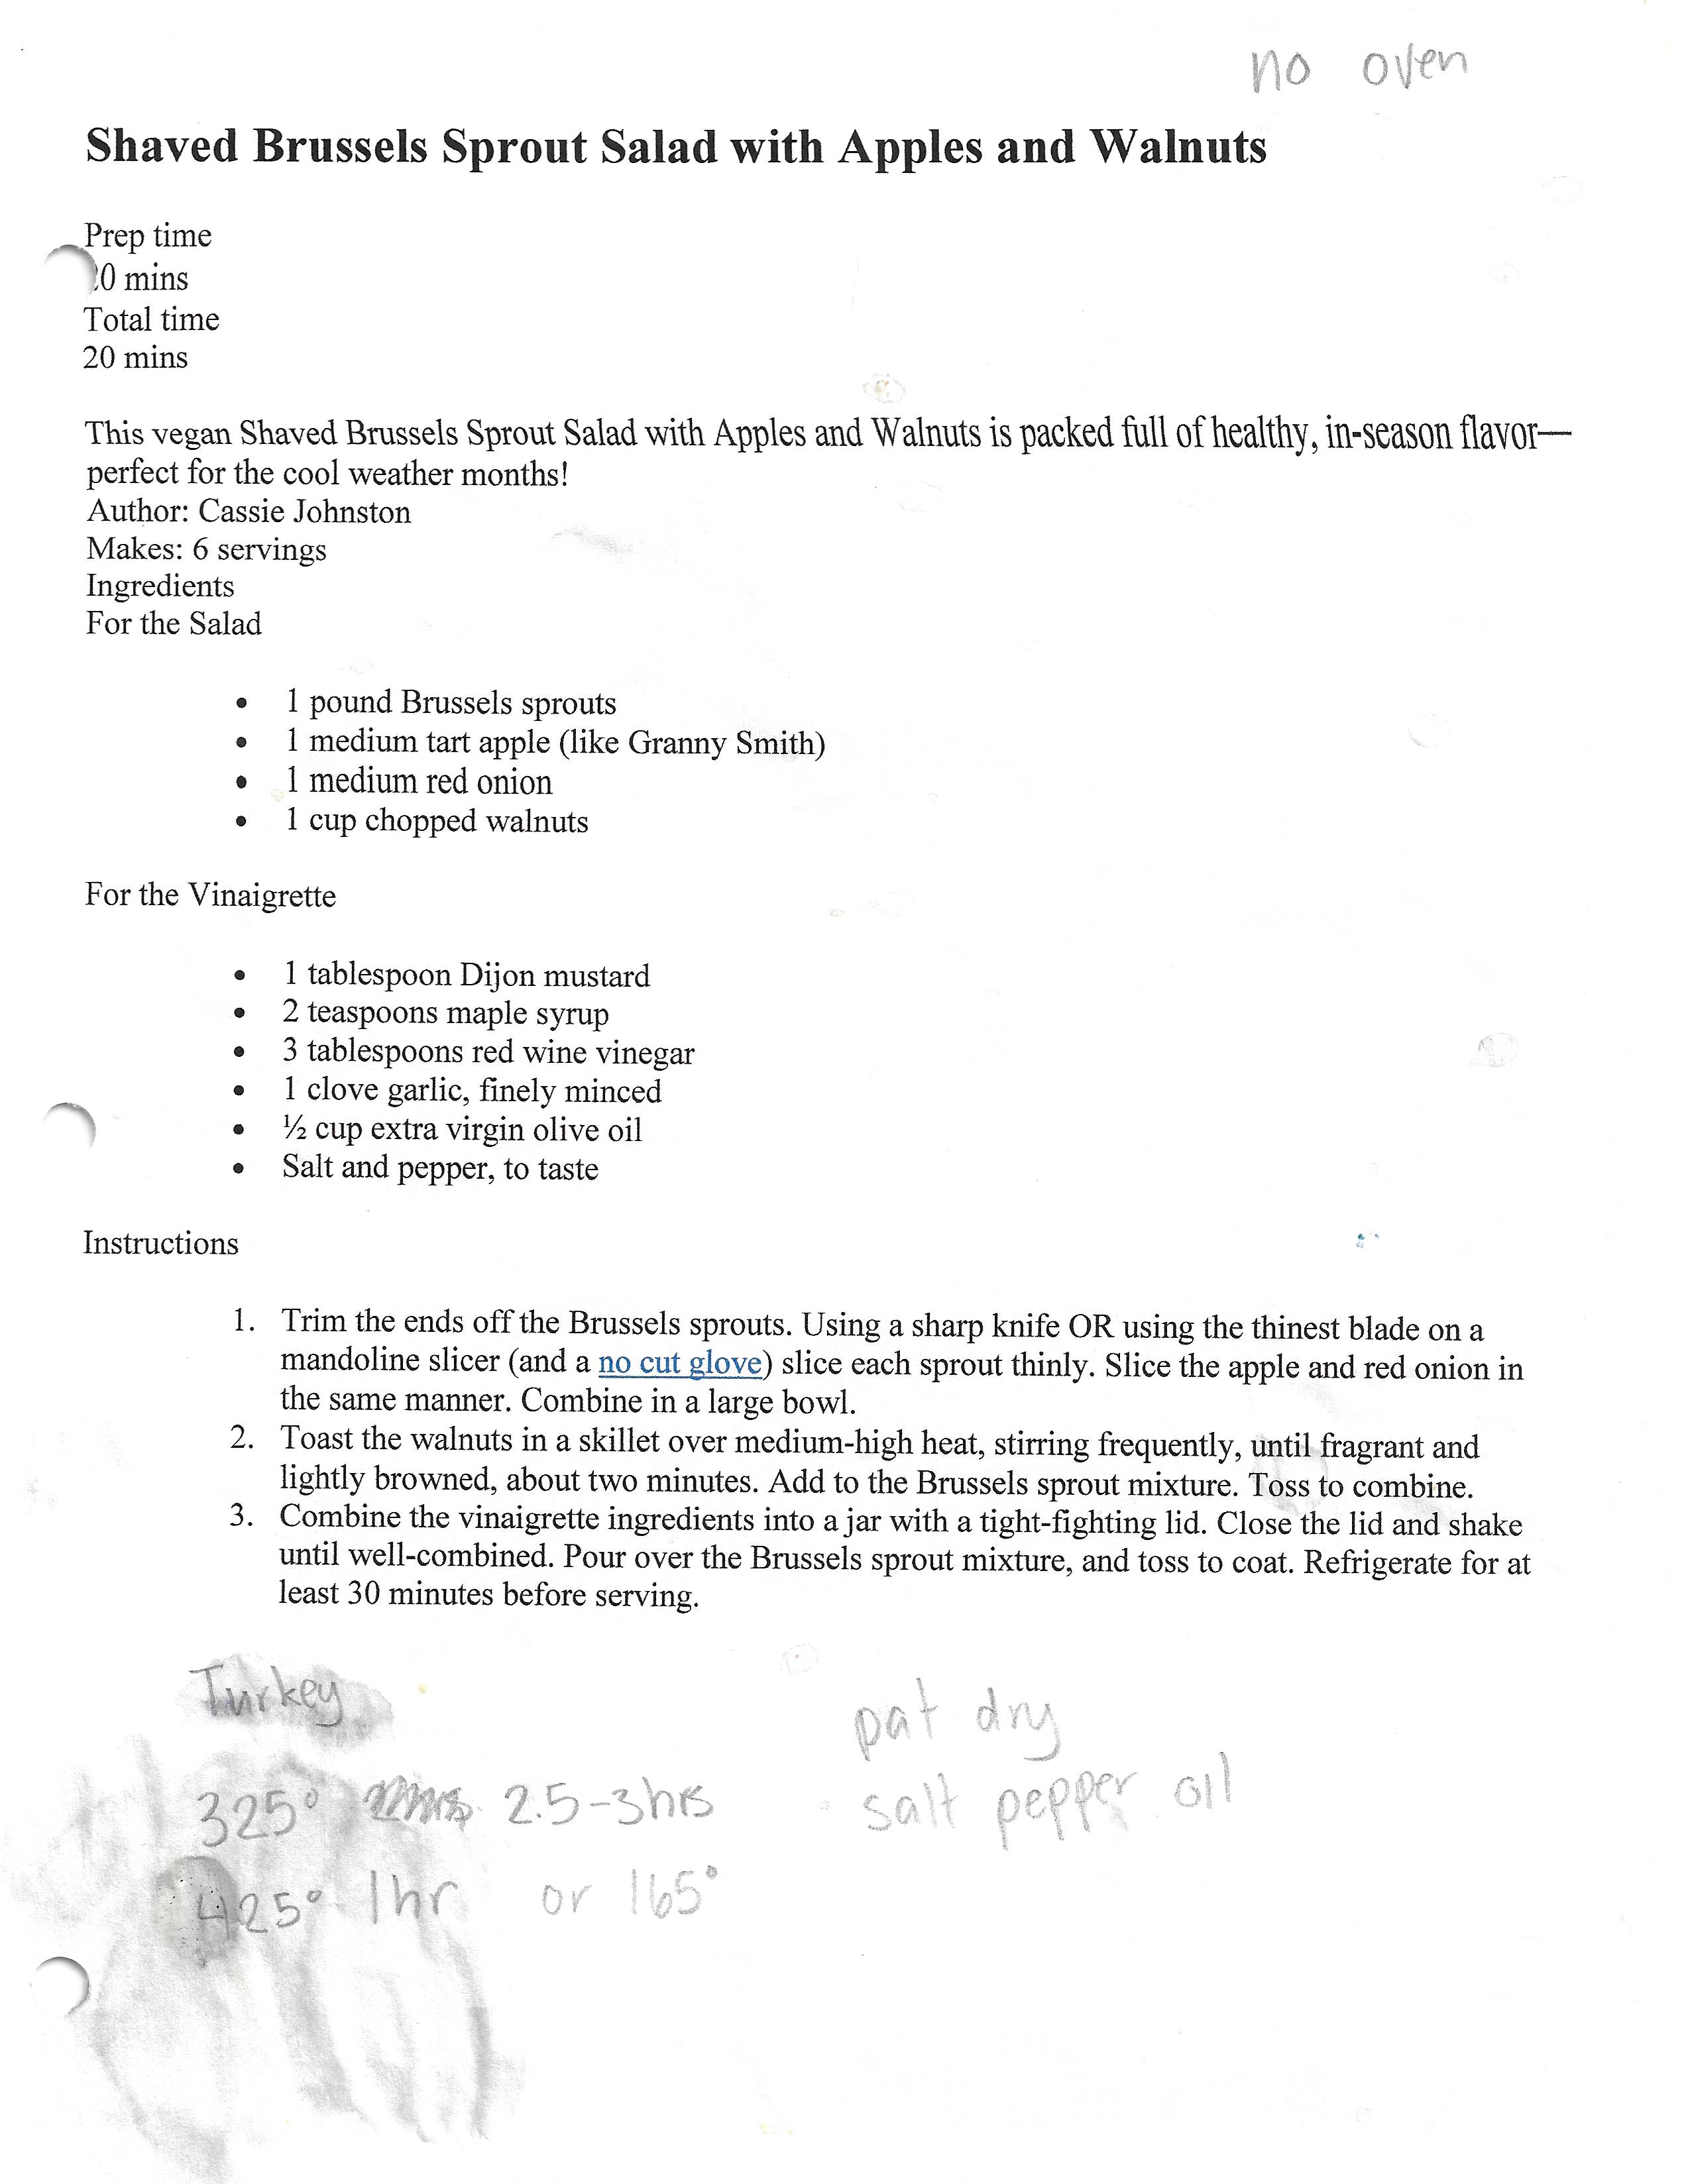 no oven
Shaved Brussels Sprout Salad with Apples and Walnuts
Prep time
0 mins
Total time
20 mins
This vegan Shaved Brussels Sprout Salad with Apples and Walnuts is packed full of healthy, in-season flavor—
perfect for the cool weather months!
Author: Cassie Johnston
Makes: 6 servings
Ingredients
For the Salad
• 1 pound Brussels sprouts
• 1 medium tart apple (like Granny Smith)
• 1 medium red onion
• 1 cup chopped walnuts
For the Vinaigrette
• 1 tablespoon Dijon mustard
• 2 teaspoons maple syrup
• 3 tablespoons red wine vinegar
• 1 clove garlic, finely minced
• ½ cup extra virgin olive oil
• Salt and pepper, to taste
Instructions
1. Trim the ends off the Brussels sprouts. Using a sharp knife OR using the thinest blade on a
mandoline slicer (and a no cut glove) slice each sprout thinly. Slice the apple and red onion in
the same manner. Combine in a large bowl.
2. Toast the walnuts in a skillet over medium-high heat, stirring frequently, until fragrant and
lightly browned, about two minutes. Add to the Brussels sprout mixture. Toss to combine.
3. Combine the vinaigrette ingredients into a jar with a tight-fighting lid. Close the lid and shake
until well-combined. Pour over the Brussels sprout mixture, and toss to coat. Refrigerate for at
least 30 minutes before serving.
Turkey
325° 2.5-3hrs
425° 1hr or 165°
pat dry
salt pepper oil